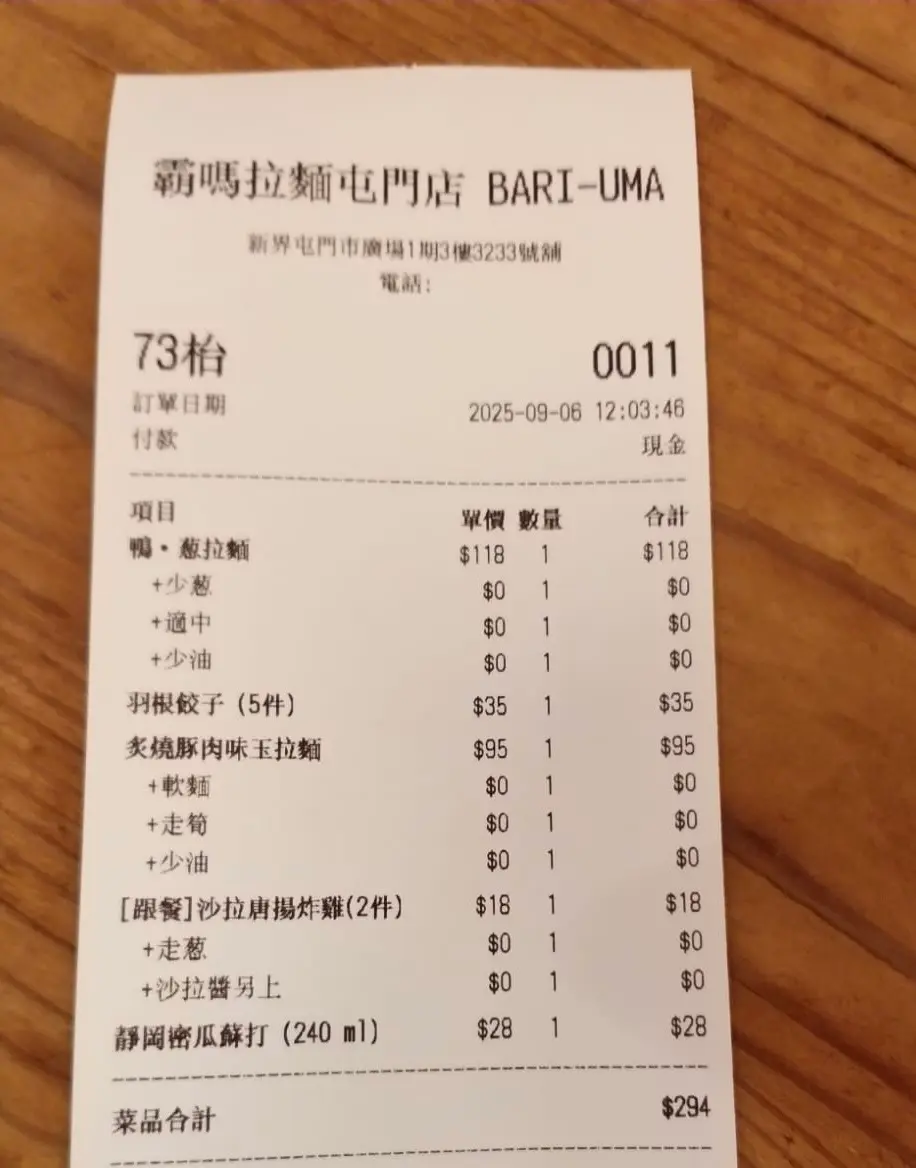 霸嗎拉麵屯門店 BARI-UMA
新界屯門市廣場1期3樓3233號舖
電話:
73枱 0011
訂單日期 2025-09-06 12:03:46
付款 現金
項目 單價 數量 合計
鴨・葱拉麵 $118 1 $118
+少葱 $0 1 $0
+適中 $0 1 $0
+少油 $0 1 $0
羽根餃子 (5件) $35 1 $35
炙燒豚肉味玉拉麵 $95 1 $95
+軟麵 $0 1 $0
+走筍 $0 1 $0
+少油 $0 1 $0
[跟餐]沙拉唐揚炸雞(2件) $18 1 $18
+走葱 $0 1 $0
+沙拉醬另上 $0 1 $0
靜岡密瓜蘇打 (240 ml) $28 1 $28
菜品合計 $294